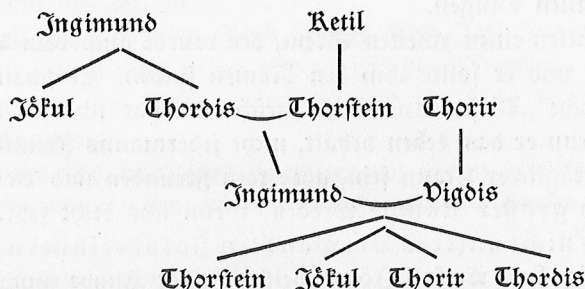 Ingimund Ketil
Jökul Thordis Thorstein Thorir
Ingimund Vigdis
Thorstein Jökul Thorir Thordis